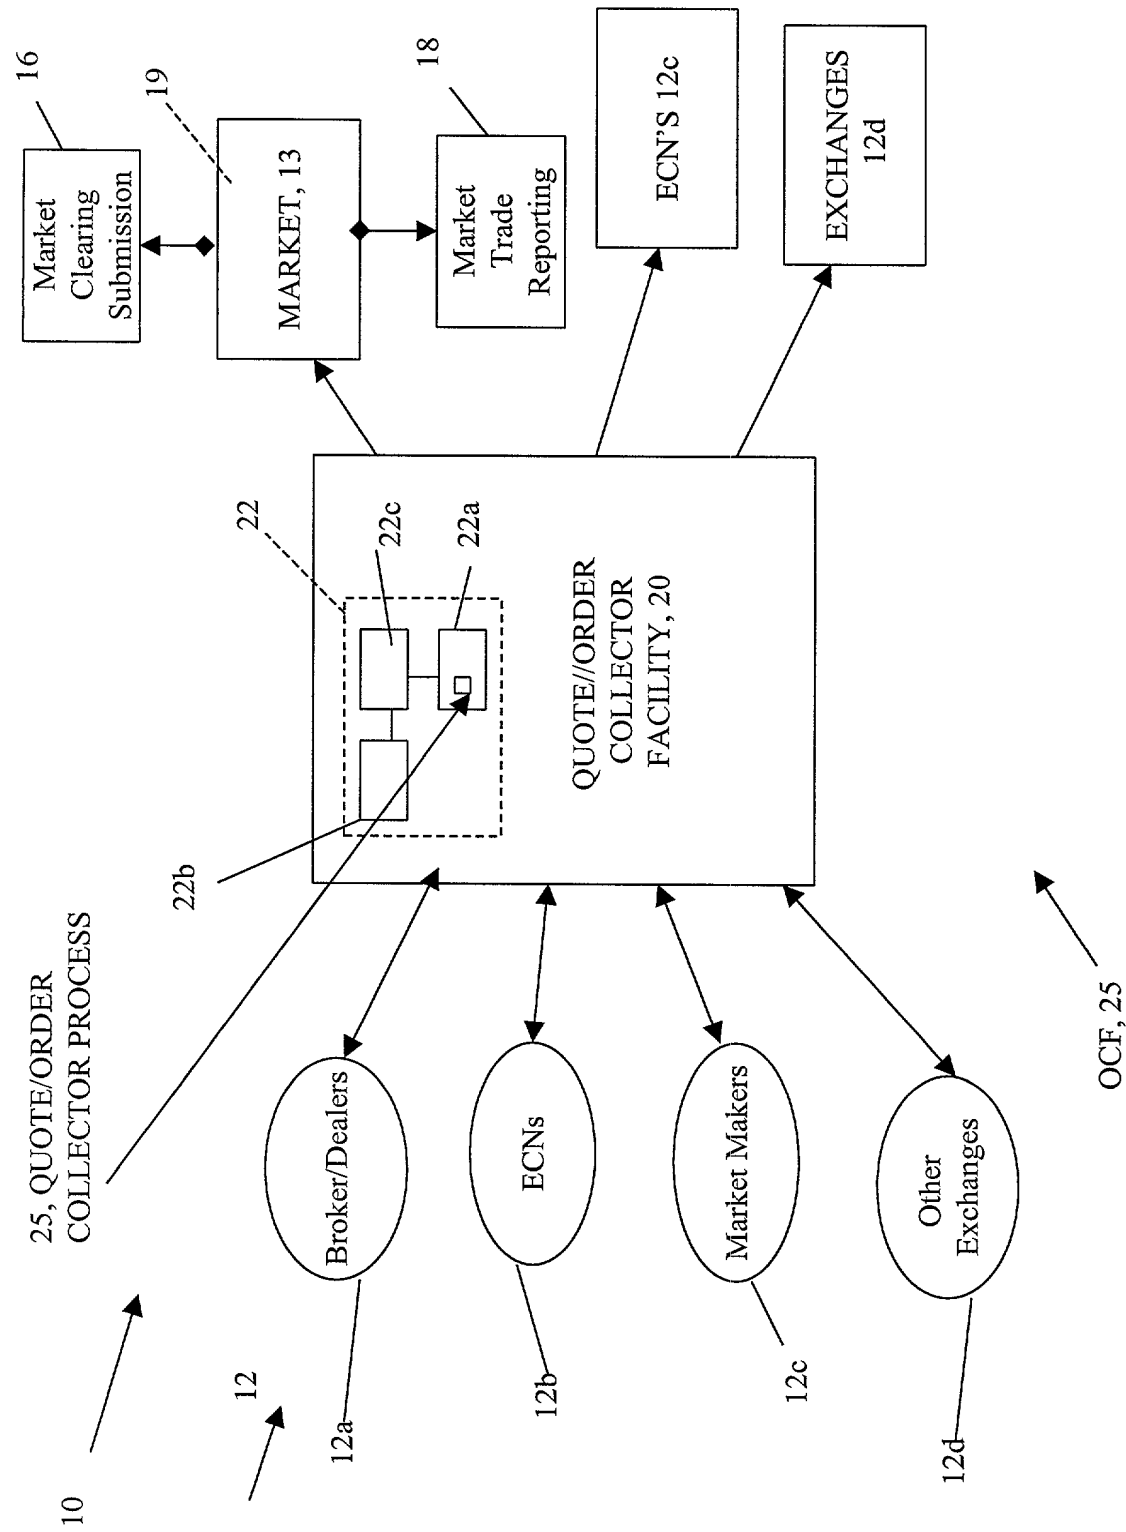 10
12
25, QUOTE/ORDER
COLLECTOR PROCESS
12a
Broker/Dealers
12b
ECNs
12c
Market Makers
12d
Other
Exchanges
22b
22
22c
22a
QUOTE//ORDER
COLLECTOR
FACILITY, 20
OCF, 25
16
Market
Clearing
Submission
19
MARKET, 13
18
Market
Trade
Reporting
ECN'S 12c
EXCHANGES
12d